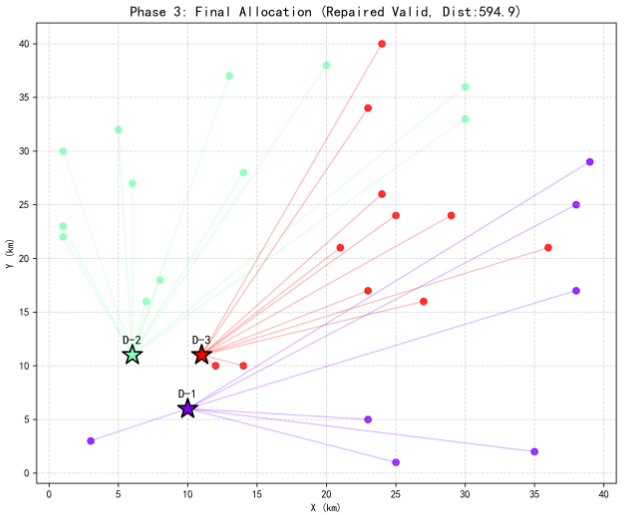 Phase 3: Final Allocation (Repaired Valid, Dist:594.9)
40
35
30
25
20
15
10
5
0
Y (km)
D-2
D-3
D-1
0 5 10 15 20 25 30 35 40
X (km)